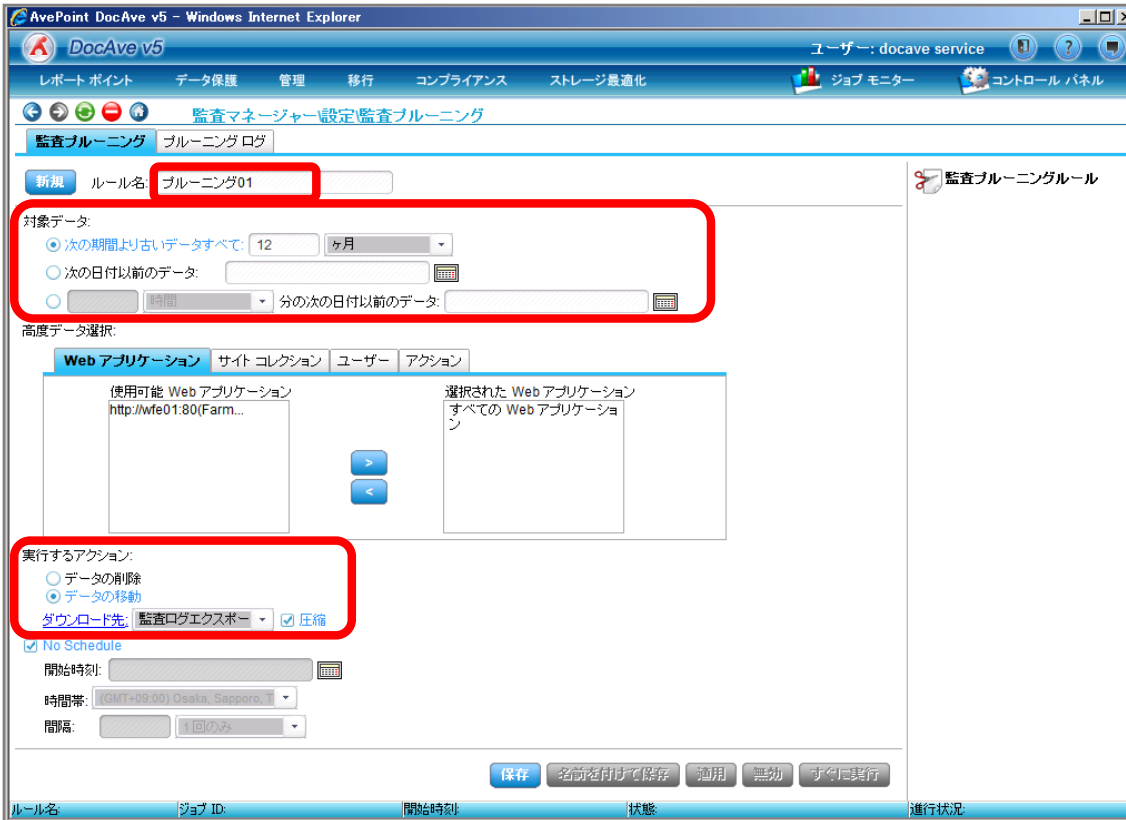 AvePoint DocAve v5 - Windows Internet Explorer
DocAve v5
ユーザー: docave service
レポート ポイント データ保護 管理 移行 コンプライアンス ストレージ最適化 ジョブ モニター コントロール パネル
監査マネージャー\設定\監査プルーニング
監査プルーニング プルーニング ログ
新規 ルール名: プルーニング01
監査プルーニングルール
対象データ:
次の期間より古いデータすべて: 12 ヶ月
次の日付以前のデータ:
時間 分の次の日付以前のデータ:
高度データ選択:
Web アプリケーション サイト コレクション ユーザー アクション
使用可能 Web アプリケーション
http://wfe01:80(Farm...
選択された Web アプリケーション
すべての Web アプリケーショ
ン
>
<
実行するアクション:
データの削除
データの移動
ダウンロード先: 監査ログエクスポー 圧縮
No Schedule
開始時刻:
時間帯: (GMT+09:00) Osaka, Sapporo, T
間隔: 1回のみ
保存 名前を付けて保存 適用 無効 すぐに実行
ルール名: ジョブ ID: 開始時刻: 状態: 進行状況: